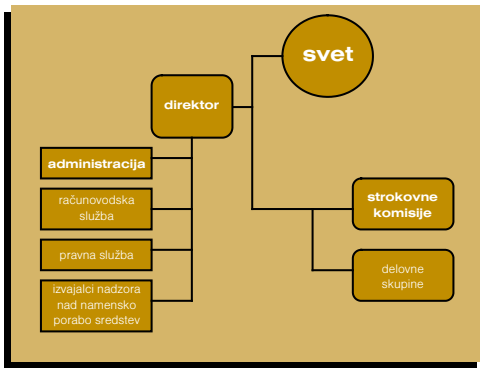 svet
direktor
administracija
računovodska
služba
pravna služba
izvajalci nadzora
nad namensko
porabo sredstev
strokovne
komisije
delovne
skupine